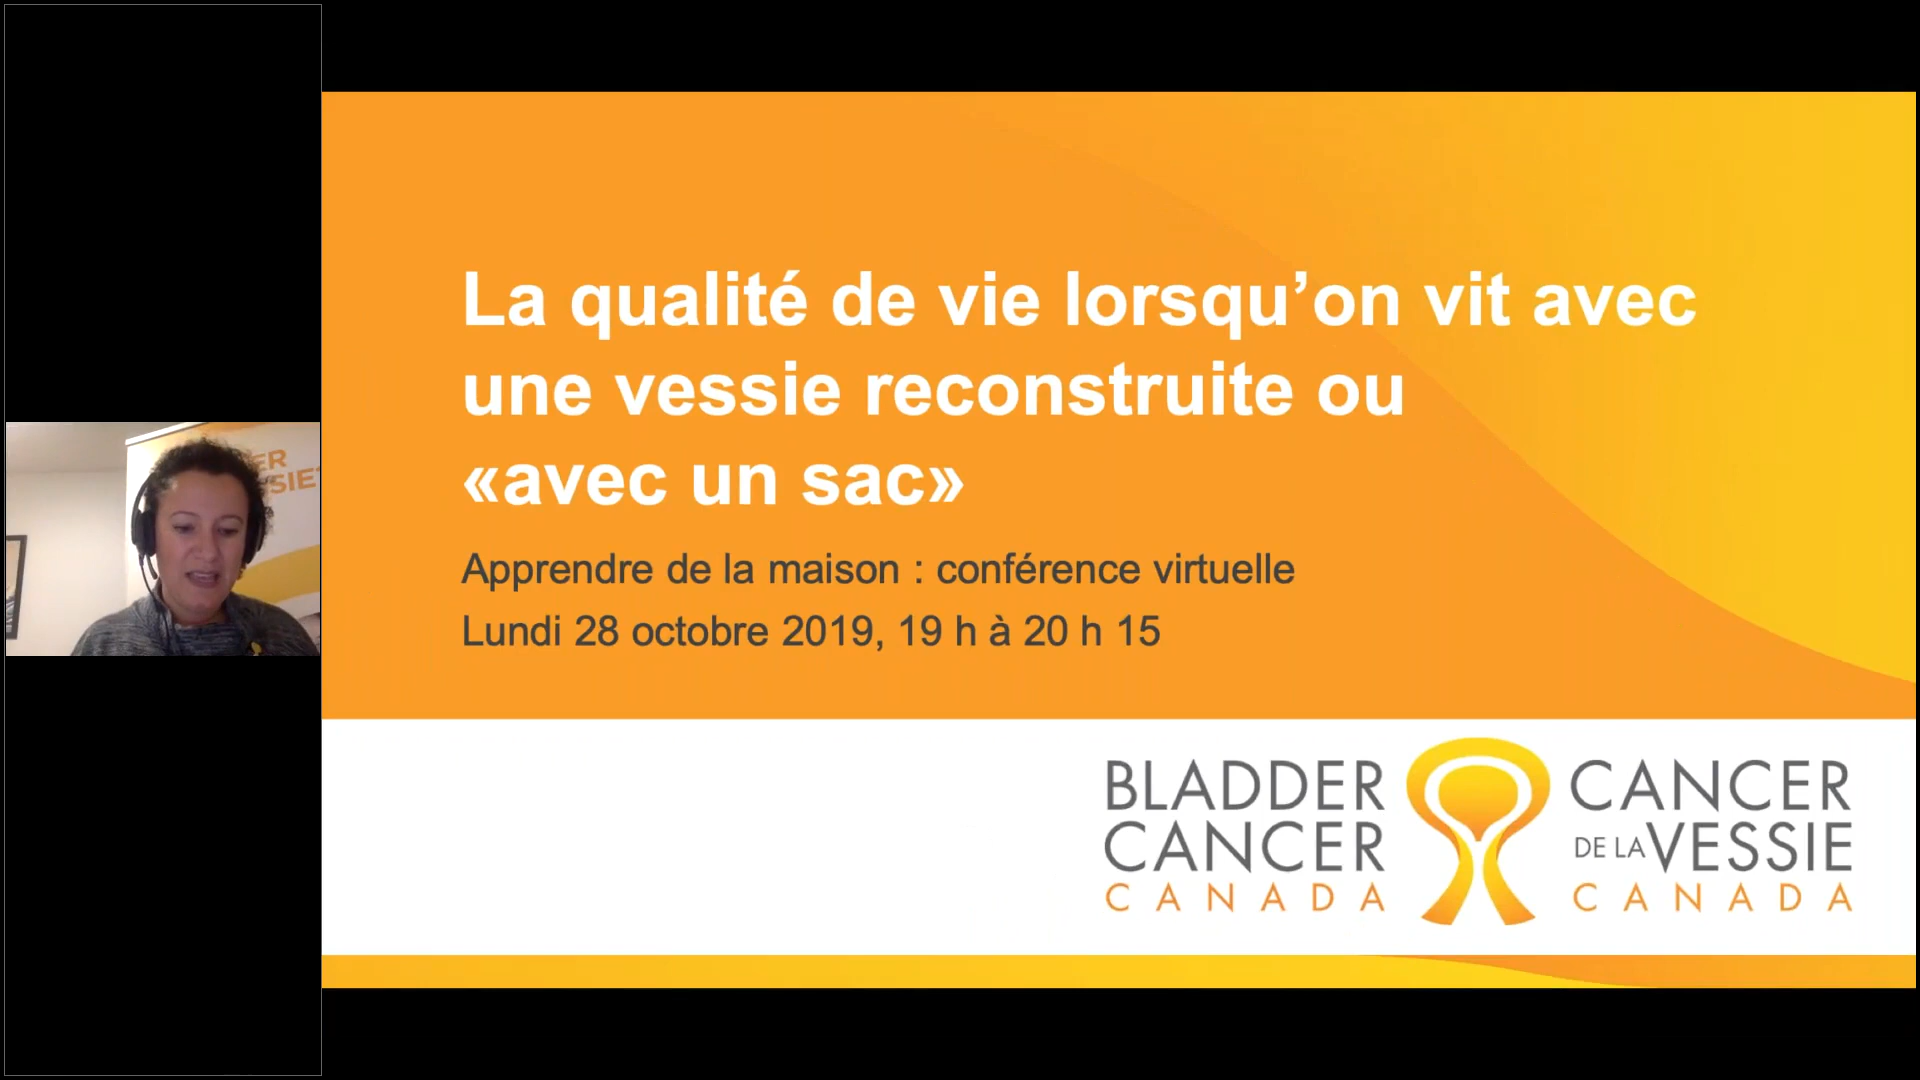 La qualité de vie lorsqu’on vit avec
une vessie reconstruite ou
«avec un sac»
Apprendre de la maison : conférence virtuelle
Lundi 28 octobre 2019, 19 h à 20 h 15
BLADDER
CANCER
CANADA
CANCER
DE LA VESSIE
CANADA